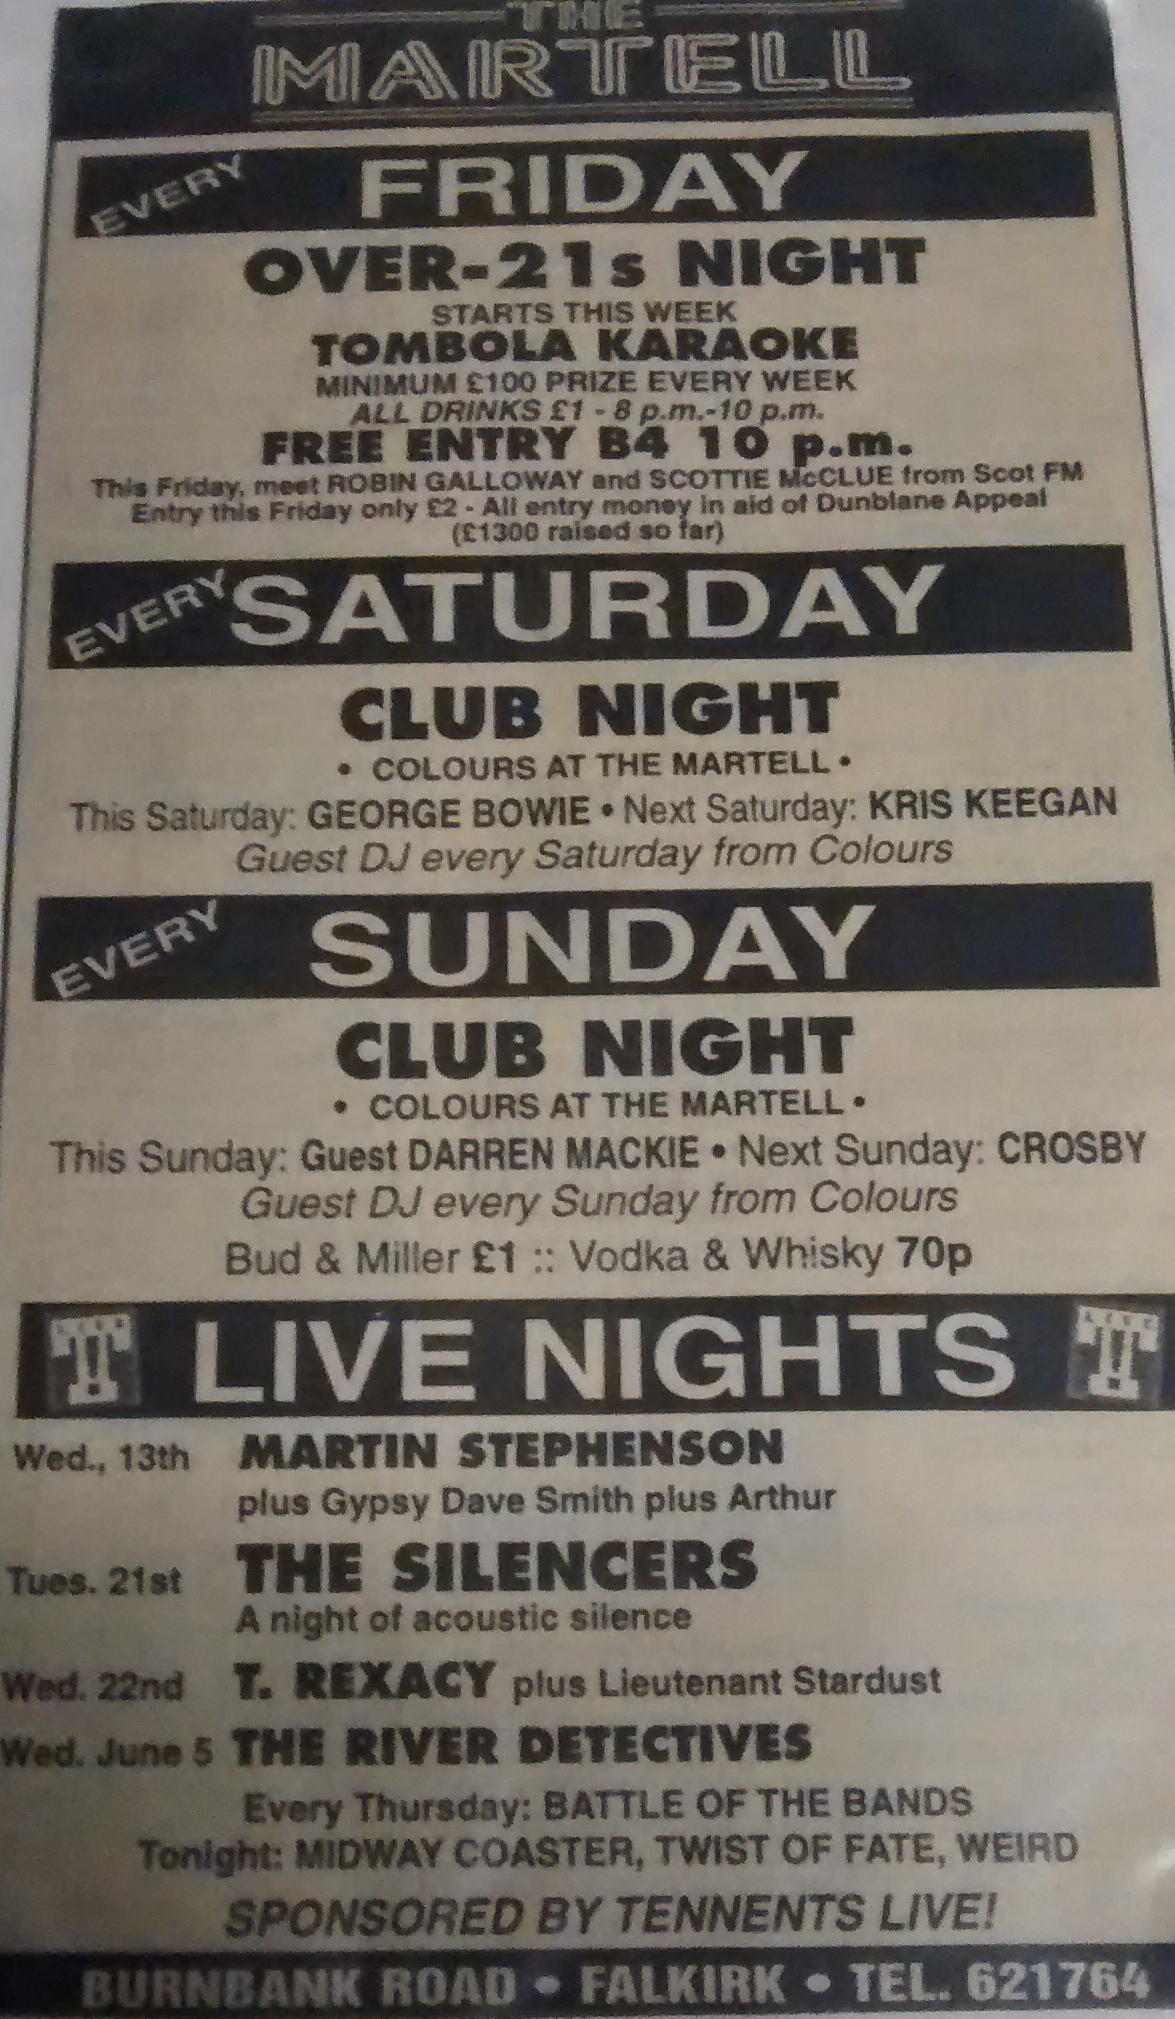 THE
MARTELL
EVERY FRIDAY
OVER-21s NIGHT
STARTS THIS WEEK
TOMBOLA KARAOKE
MINIMUM £100 PRIZE EVERY WEEK
ALL DRINKS £1 - 8 p.m.-10 p.m.
FREE ENTRY B4 10 p.m.
This Friday, meet ROBIN GALLOWAY and SCOTTIE McCLUE from Scot FM
Entry this Friday only £2 - All entry money in aid of Dunblane Appeal
(£1300 raised so far)
EVERY SATURDAY
CLUB NIGHT
• COLOURS AT THE MARTELL •
This Saturday: GEORGE BOWIE • Next Saturday: KRIS KEEGAN
Guest DJ every Saturday from Colours
EVERY SUNDAY
CLUB NIGHT
• COLOURS AT THE MARTELL •
This Sunday: Guest DARREN MACKIE • Next Sunday: CROSBY
Guest DJ every Sunday from Colours
Bud & Miller £1 :: Vodka & Whisky 70p
LIVE T! LIVE NIGHTS LIVE T!
Wed., 13th MARTIN STEPHENSON
plus Gypsy Dave Smith plus Arthur
Tues. 21st THE SILENCERS
A night of acoustic silence
Wed. 22nd T. REXACY plus Lieutenant Stardust
Wed. June 5 THE RIVER DETECTIVES
Every Thursday: BATTLE OF THE BANDS
Tonight: MIDWAY COASTER, TWIST OF FATE, WEIRD
SPONSORED BY TENNENTS LIVE!
BURNBANK ROAD • FALKIRK • TEL. 621764